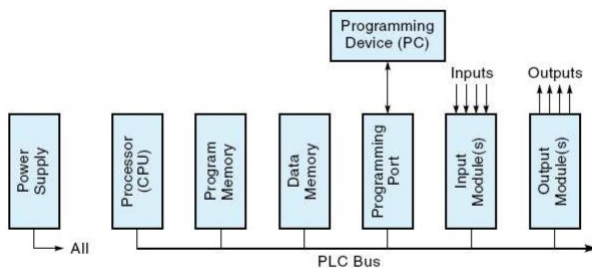 Programming
Device (PC)
Inputs
Outputs
Power
Supply
Processor
(CPU)
Program
Memory
Data
Memory
Programming
Port
Input
Module(s)
Output
Module(s)
All
PLC Bus